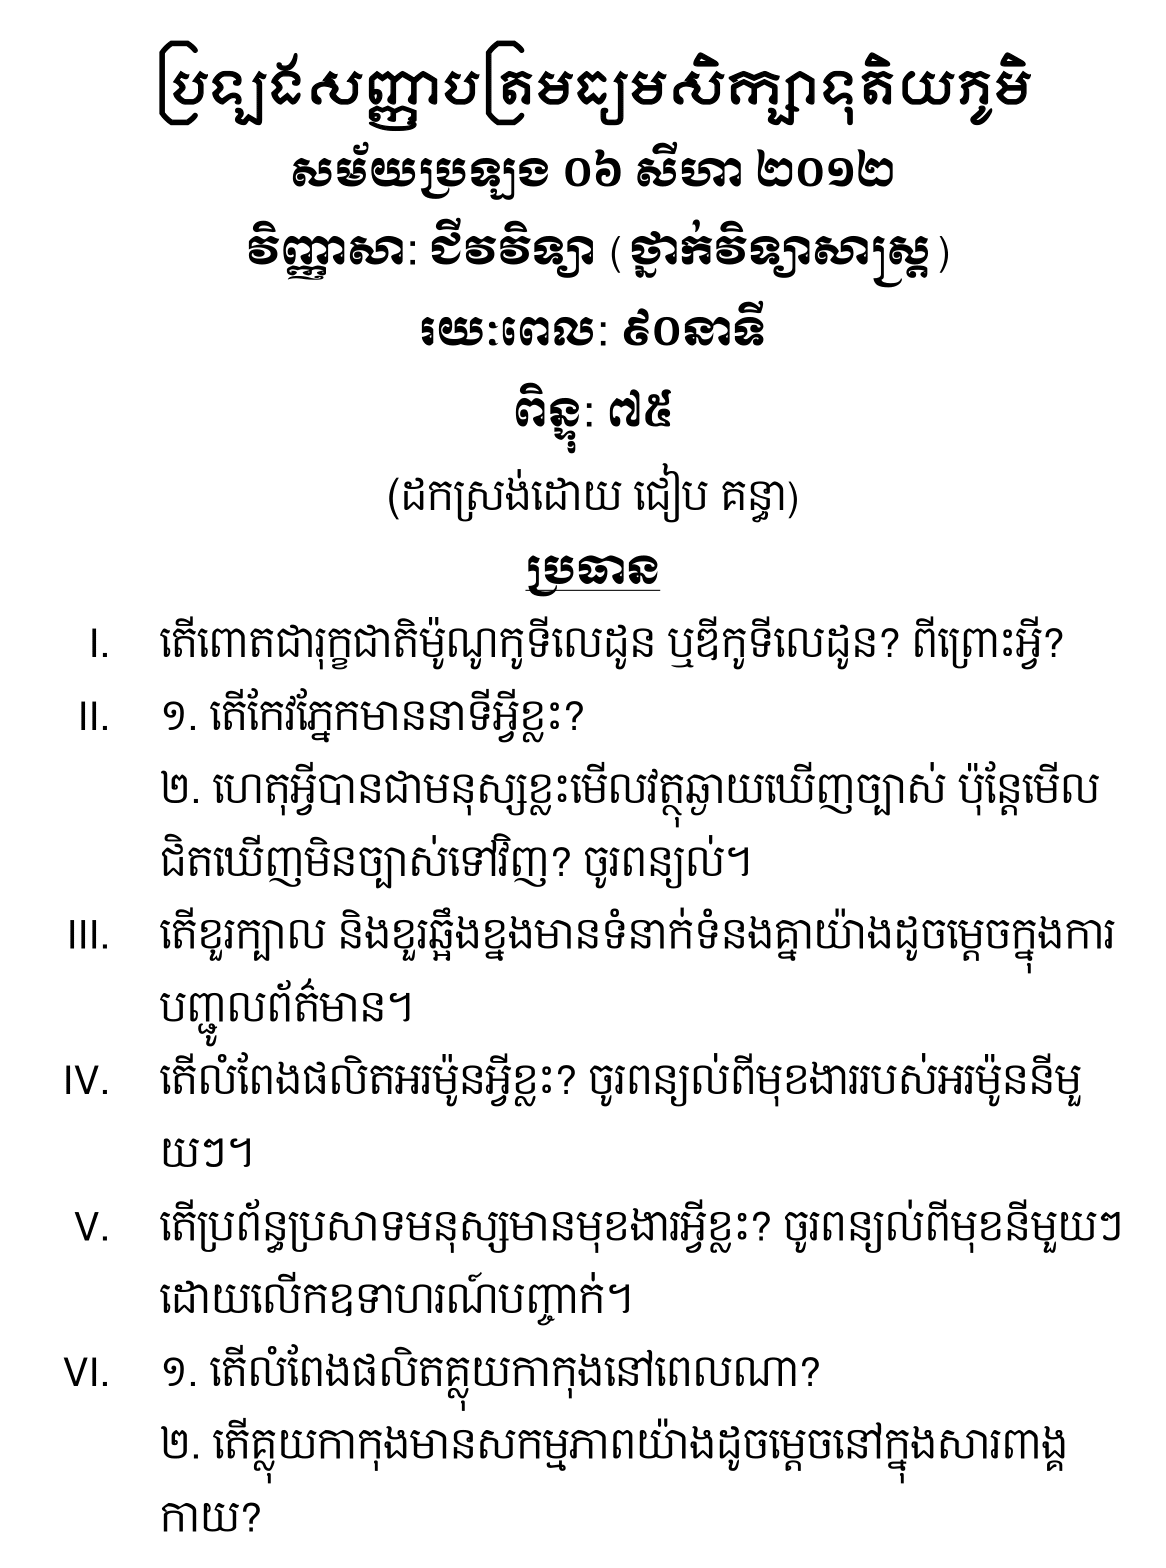 ប្រឡងសញ្ញាបត្រមធ្យមសិក្សាទុតិយភូមិ
សម័យប្រឡង ០៦ សីហា ២០១២
វិញ្ញាសា: ជីវវិទ្យា (ថ្នាក់វិទ្យាសាស្ត្រ)
រយ:ពេល: ៩០នាទី
ពិន្ទុ: ៧៥
(ដកស្រង់ដោយ ជៀប គន្ធា)
ប្រធាន
I. តើពោតជារុក្ខជាតិម៉ូណូកូទីលេដូន ឬឌីកូទីលេដូន? ពីព្រោះអ្វី?
II. ១. តើកែវភ្នែកមាននាទីអ្វីខ្លះ?
២. ហេតុអ្វីបានជាមនុស្សខ្លះមើលវត្ថុឆ្ងាយឃើញច្បាស់ ប៉ុន្តែមើល
ជិតឃើញមិនច្បាស់ទៅវិញ? ចូរពន្យល់។
III. តើខួរក្បាល និងខួរឆ្អឹងខ្នងមានទំនាក់ទំនងគ្នាយ៉ាងដូចម្ដេចក្នុងការ
បញ្ជូលព័ត៌មាន។
IV. តើលំពែងផលិតអរម៉ូនអ្វីខ្លះ? ចូរពន្យល់ពីមុខងាររបស់អរម៉ូននីមួ
យៗ។
V. តើប្រព័ន្ធប្រសាទមនុស្សមានមុខងារអ្វីខ្លះ? ចូរពន្យល់ពីមុខនីមួយៗ
ដោយលើកឧទាហរណ៍បញ្ជាក់។
VI. ១. តើលំពែងផលិតគ្លុយកាកុងនៅពេលណា?
២. តើគ្លុយកាកុងមានសកម្មភាពយ៉ាងដូចម្ដេចនៅក្នុងសារពាង្គ
កាយ?